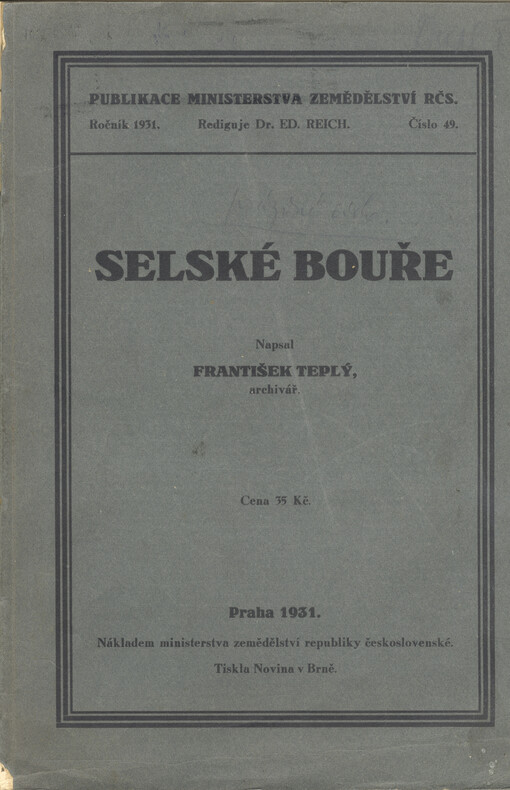 PUBLIKACE MINISTERSTVA ZEMĚDĚLSTVÍ RČS.
Ročník 1931. Rediguje Dr. ED. REICH. Číslo 49.
SELSKÉ BOUŘE
Napsal
FRANTIŠEK TEPLÝ,
archivář.
Cena 35 Kč.
Praha 1931.
Nákladem ministerstva zemědělství republiky československé.
Tiskla Novina v Brně.